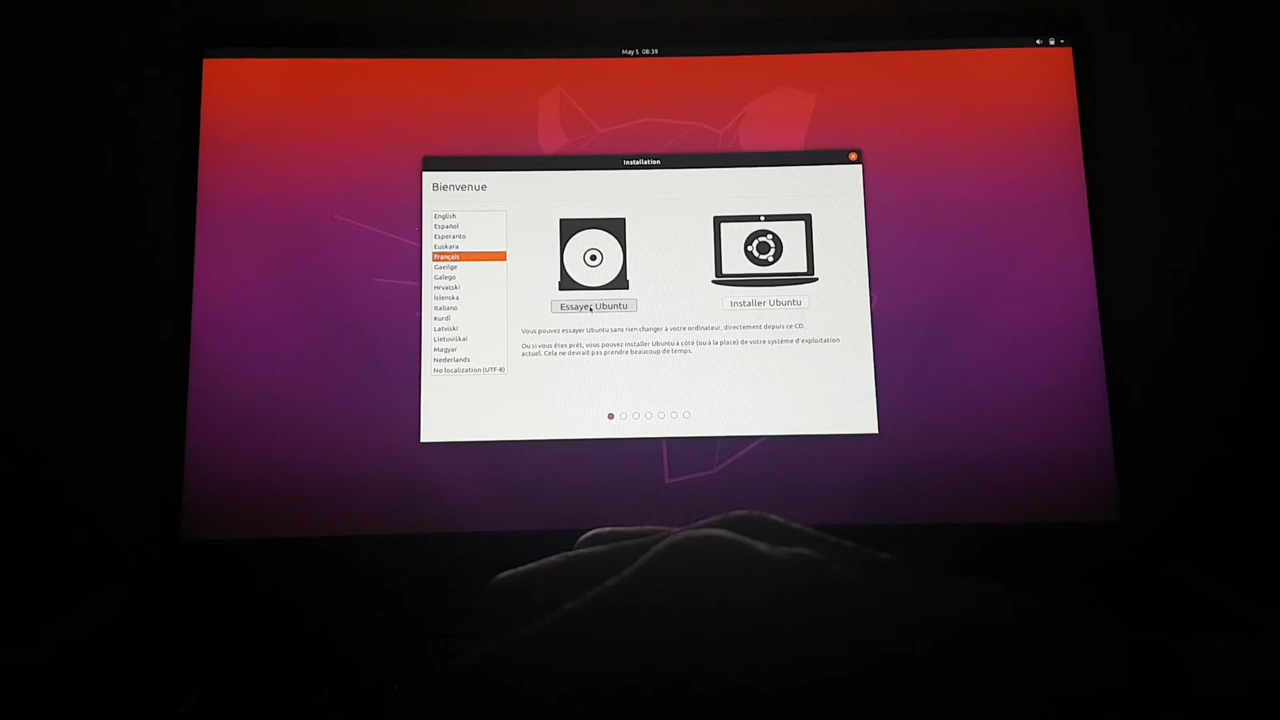 May 5 08:39
Installation
Bienvenue
English
Español
Esperanto
Euskara
Français
Gaeilge
Galego
Hrvatski
Íslenska
Italiano
Kurdî
Latviski
Lietuviškai
Magyar
Nederlands
No localization (UTF-8)
Essayer Ubuntu
Installer Ubuntu
Vous pouvez essayer Ubuntu sans rien changer à votre ordinateur, directement depuis ce CD.
Ou si vous êtes prêt, vous pouvez installer Ubuntu à côté (ou à la place) de votre système d'exploitation
actuel. Cela ne devrait pas prendre beaucoup de temps.